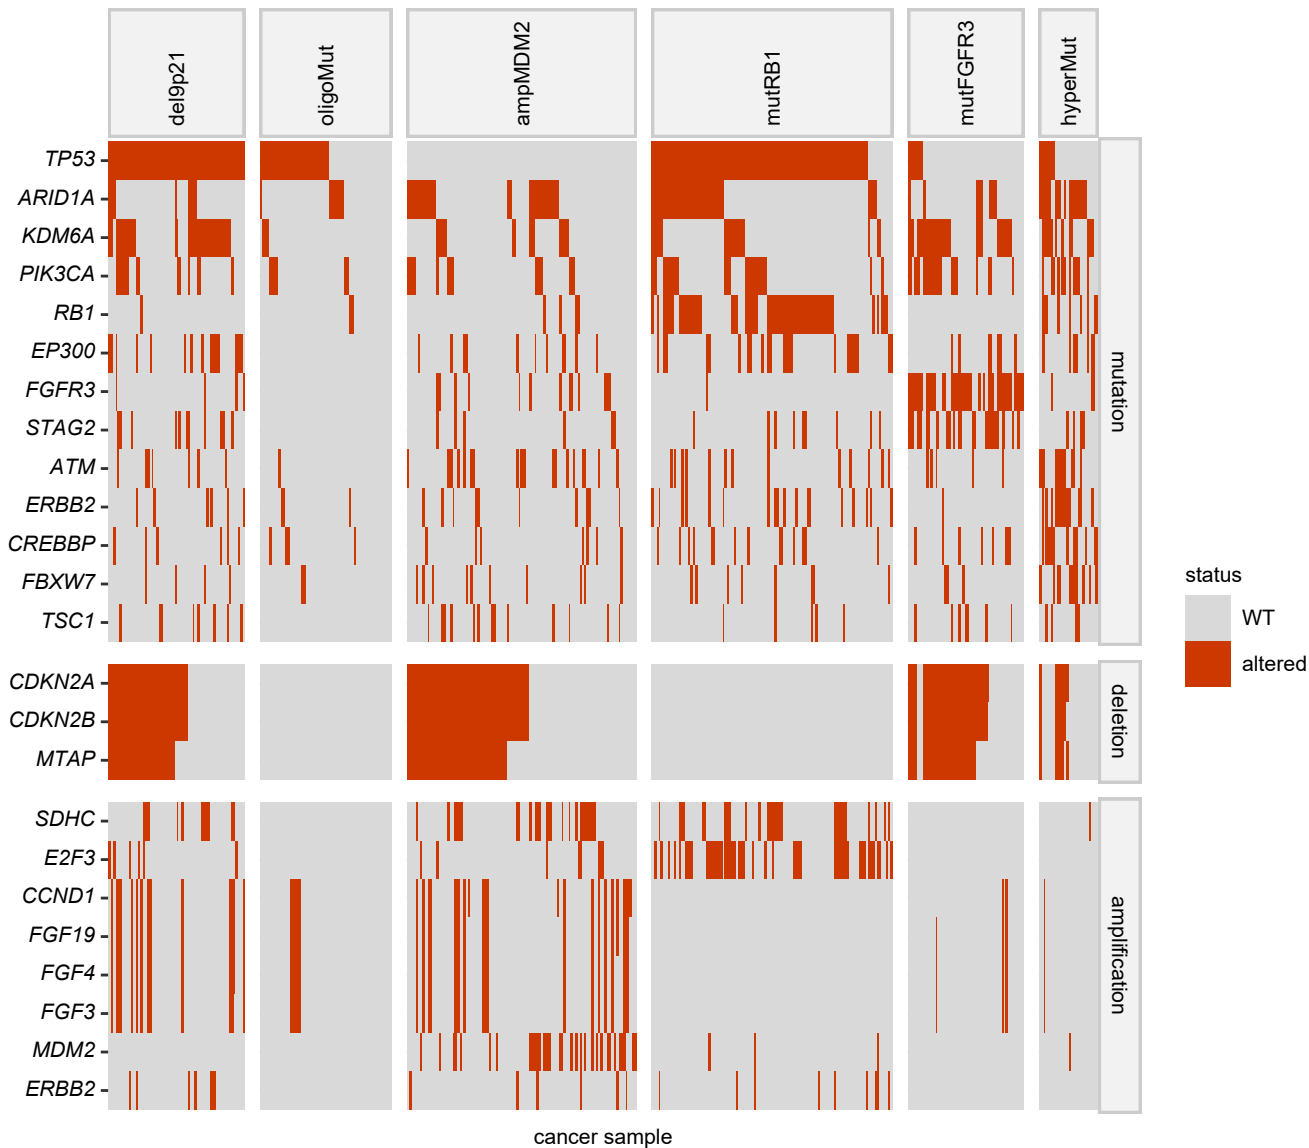 del9p21
oligoMut
ampMDM2
mutRB1
mutFGFR3
hyperMut
TP53
ARID1A
KDM6A
PIK3CA
RB1
EP300
FGFR3
STAG2
ATM
ERBB2
CREBBP
FBXW7
TSC1
mutation
CDKN2A
CDKN2B
MTAP
deletion
SDHC
E2F3
CCND1
FGF19
FGF4
FGF3
MDM2
ERBB2
amplification
cancer sample
status
WT
altered